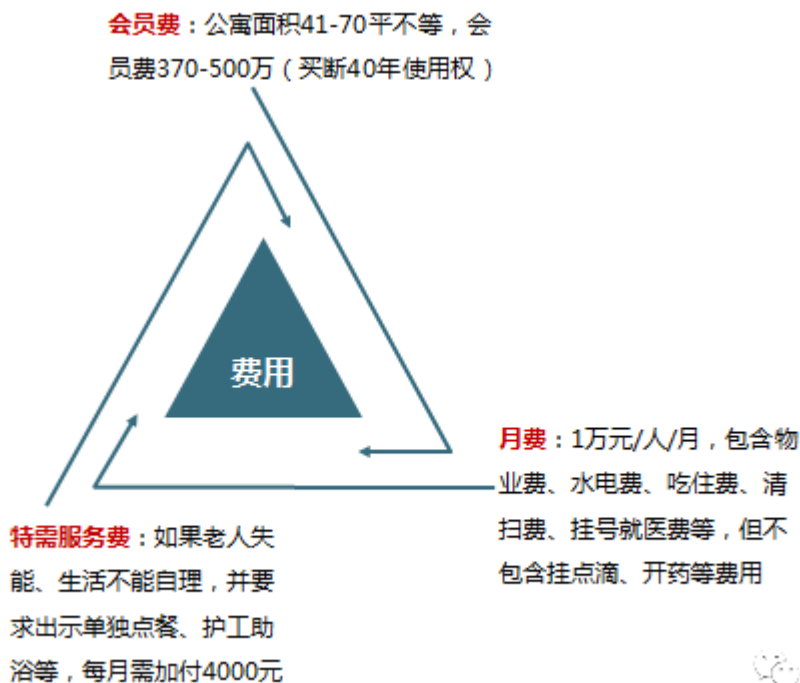 会员费：公寓面积41-70平不等，会
员费370-500万（买断40年使用权）
费用
月费：1万元/人/月，包含物
业费、水电费、吃住费、清
扫费、挂号就医费等，但不
包含挂点滴、开药等费用
特需服务费：如果老人失
能、生活不能自理，并要
求出示单独点餐、护工助
浴等，每月需加付4000元